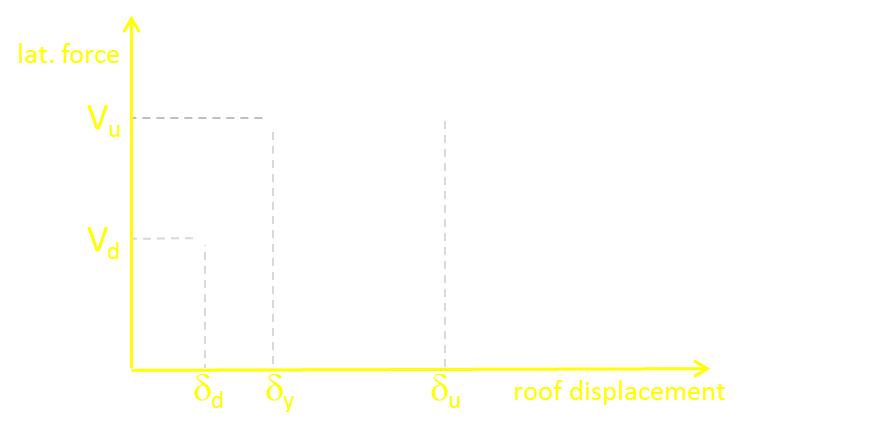 lat. force
Vu
Vd
δd
δy
δu
roof displacement